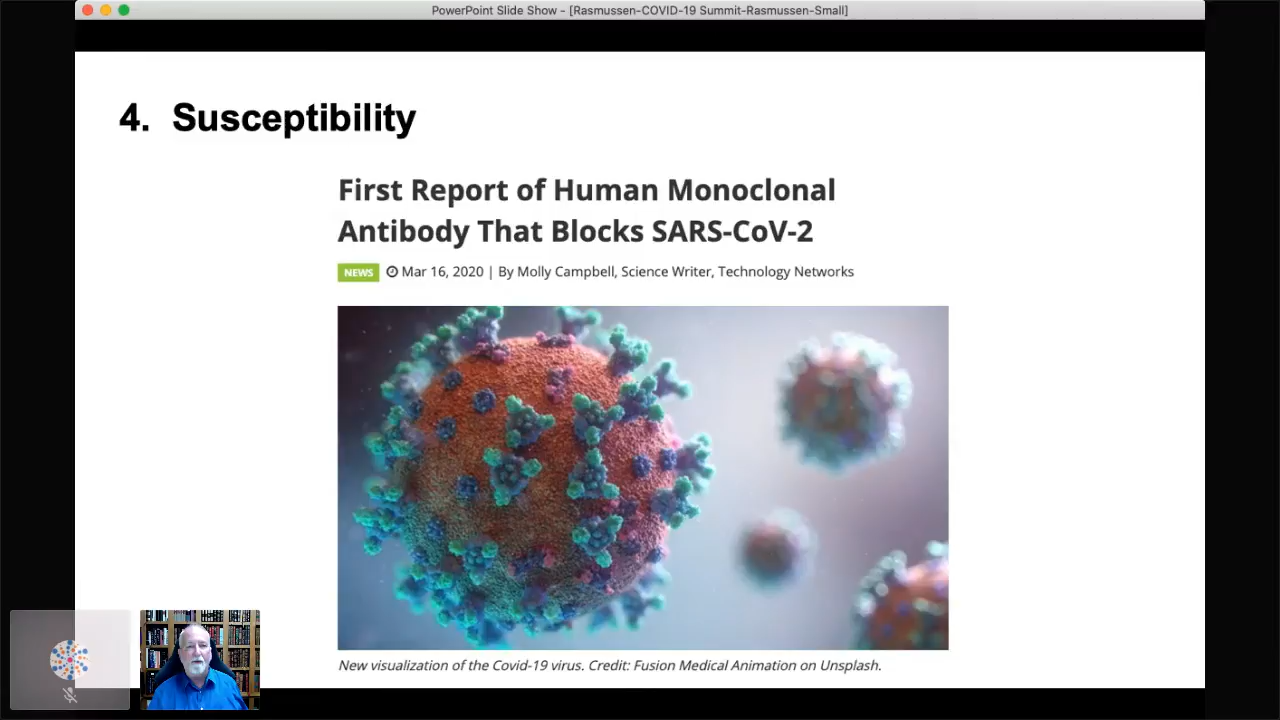 PowerPoint Slide Show - [Rasmussen-COVID-19 Summit-Rasmussen-Small]
4. Susceptibility
First Report of Human Monoclonal
Antibody That Blocks SARS-CoV-2
NEWS Mar 16, 2020 | By Molly Campbell, Science Writer, Technology Networks
New visualization of the Covid-19 virus. Credit: Fusion Medical Animation on Unsplash.